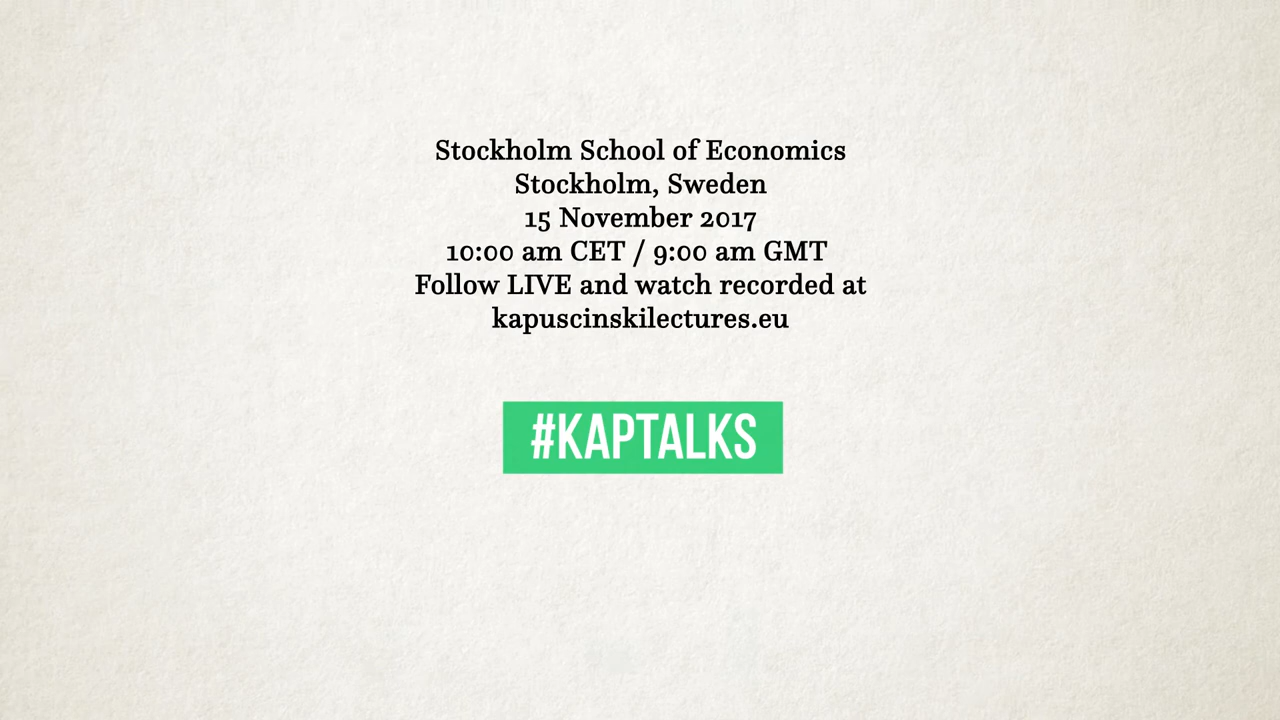 Stockholm School of Economics
Stockholm, Sweden
15 November 2017
10:00 am CET / 9:00 am GMT
Follow LIVE and watch recorded at
kapuscinskilectures.eu
#KAPTALKS